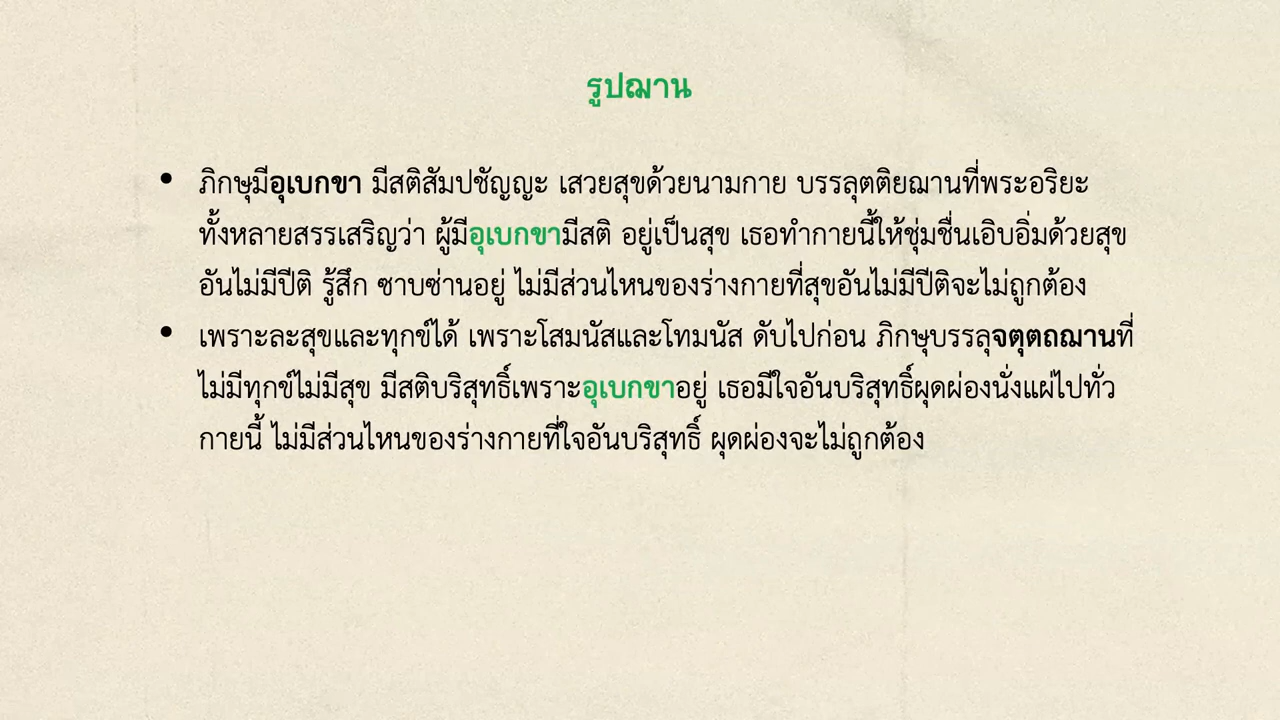 รูปฌาน
• ภิกษุมีอุเบกขา มีสติสัมปชัญญะ เสวยสุขด้วยนามกาย บรรลุตติยฌานที่พระอริยะ
ทั้งหลายสรรเสริญว่า ผู้มีอุเบกขามีสติ อยู่เป็นสุข เธอทำกายนี้ให้ชุ่มชื่นเอิบอิ่มด้วยสุข
อันไม่มีปีติ รู้สึก ซาบซ่านอยู่ ไม่มีส่วนไหนของร่างกายที่สุขอันไม่มีปีติจะไม่ถูกต้อง
• เพราะละสุขและทุกข์ได้ เพราะโสมนัสและโทมนัส ดับไปก่อน ภิกษุบรรลุจตุตถฌานที่
ไม่มีทุกข์ไม่มีสุข มีสติบริสุทธิ์เพราะอุเบกขาอยู่ เธอมีใจอันบริสุทธิ์ผุดผ่องนั่งแผ่ไปทั่ว
กายนี้ ไม่มีส่วนไหนของร่างกายที่ใจอันบริสุทธิ์ ผุดผ่องจะไม่ถูกต้อง